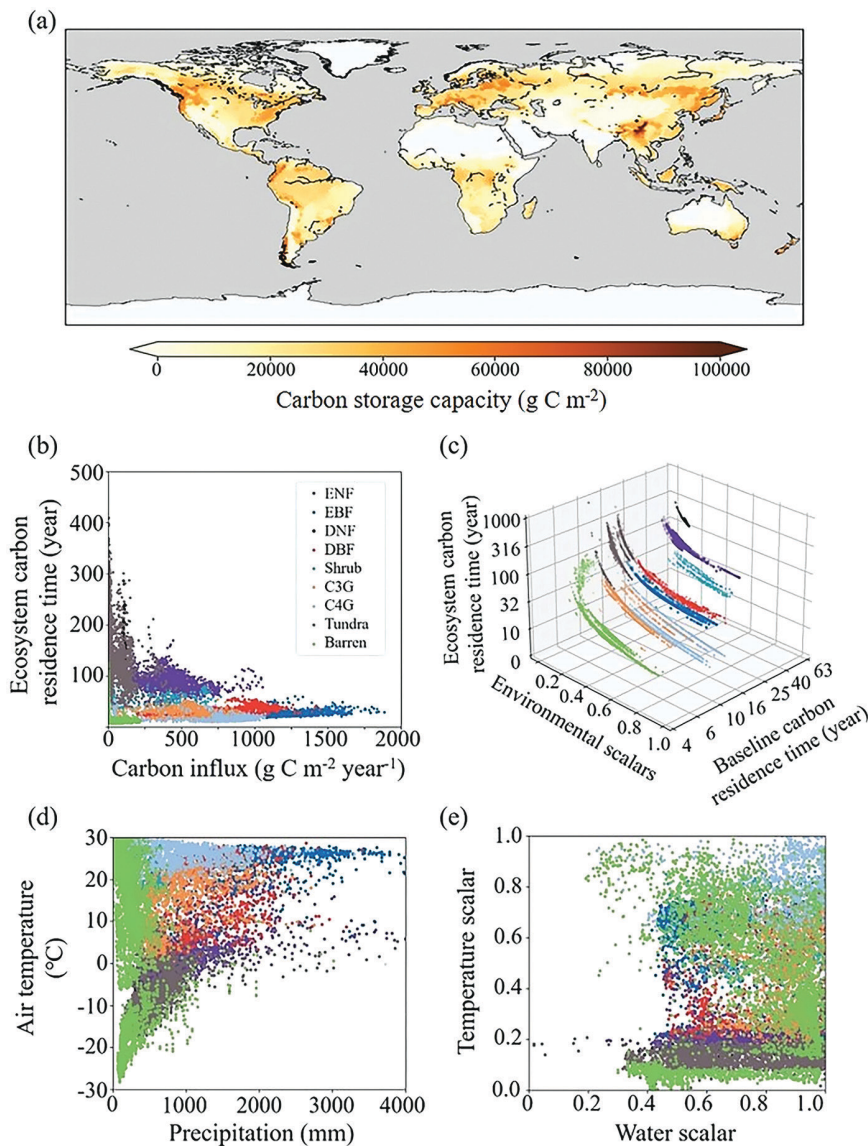 (a)
0 20000 40000 60000 80000 100000
Carbon storage capacity (g C m-2)
(b)
Ecosystem carbon
residence time (year)
500
400
300
200
100
ENF
EBF
DNF
DBF
Shrub
C3G
C4G
Tundra
Barren
0 500 1000 1500 2000
Carbon influx (g C m-2 year-1)
(c)
Ecosystem carbon
residence time (year)
1000
316
100
32
10
0
0.2 0.4 0.6 0.8 1.0
Environmental scalars
4 6 10 16 25 40 63
Baseline carbon
residence time (year)
(d)
Air temperature
(°C)
30
20
10
0
-10
-20
-30
0 1000 2000 3000 4000
Precipitation (mm)
(e)
Temperature scalar
1.0
0.8
0.6
0.4
0.2
0.0
0 0.2 0.4 0.6 0.8 1.0
Water scalar